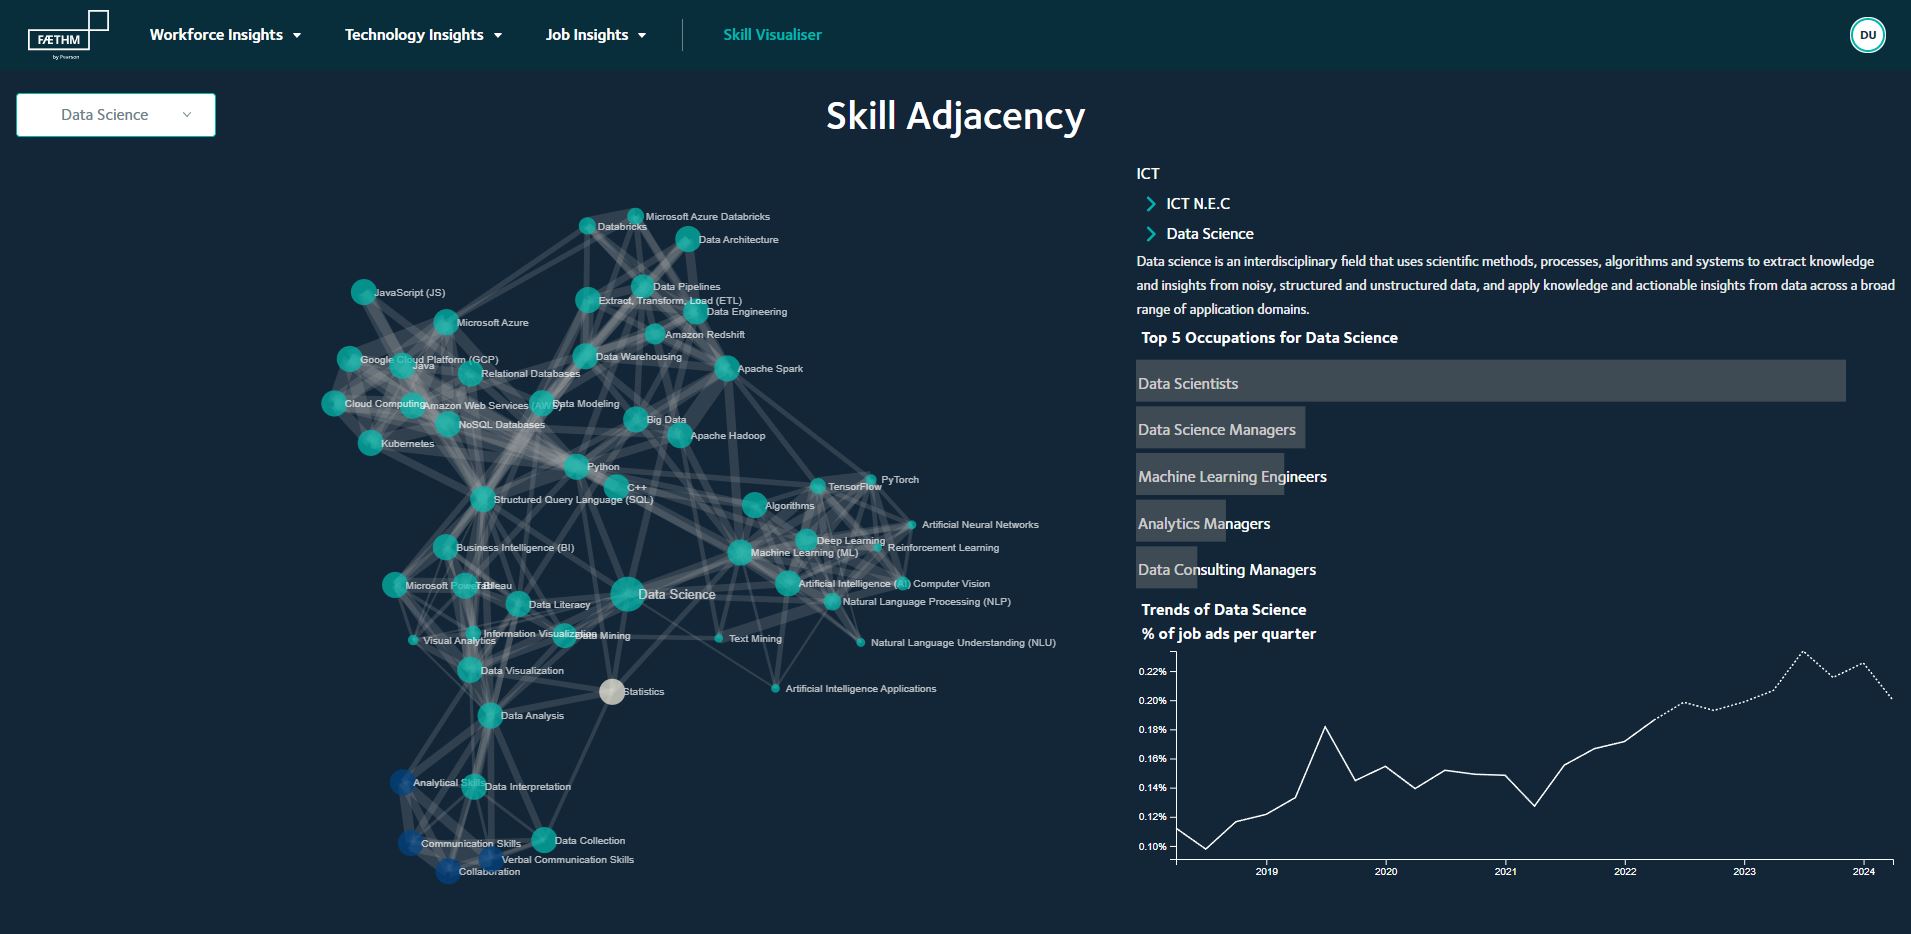 FÆTHM
by Pearson
Workforce Insights
Technology Insights
Job Insights
Skill Visualiser
DU
Data Science
Skill Adjacency
Microsoft Azure Databricks
Databricks
Data Architecture
Data Pipelines
JavaScript (JS)
Extract, Transform, Load (ETL)
Data Engineering
Microsoft Azure
Amazon Redshift
Data Warehousing
Google Cloud Platform (GCP)
Java
Apache Spark
Relational Databases
Cloud Computing
Amazon Web Services (AWS)
Data Modeling
Big Data
NoSQL Databases
Apache Hadoop
Kubernetes
Python
PyTorch
TensorFlow
C++
Structured Query Language (SQL)
Algorithms
Artificial Neural Networks
Deep Learning
Business Intelligence (BI)
Reinforcement Learning
Machine Learning (ML)
Artificial Intelligence (AI)
Computer Vision
Microsoft Power BI
Tableau
Data Science
Natural Language Processing (NLP)
Data Literacy
Information Visualization
Data Mining
Visual Analytics
Text Mining
Natural Language Understanding (NLU)
Data Visualization
Artificial Intelligence Applications
Statistics
Data Analysis
Analytical Skills
Data Interpretation
Data Collection
Communication Skills
Verbal Communication Skills
Collaboration
ICT
ICT N.E.C
Data Science
Data science is an interdisciplinary field that uses scientific methods, processes, algorithms and systems to extract knowledge
and insights from noisy, structured and unstructured data, and apply knowledge and actionable insights from data across a broad
range of application domains.
Top 5 Occupations for Data Science
Data Scientists
Data Science Managers
Machine Learning Engineers
Analytics Managers
Data Consulting Managers
Trends of Data Science
% of job ads per quarter
0.22%
0.20%
0.18%
0.16%
0.14%
0.12%
0.10%
2019 2020 2021 2022 2023 2024